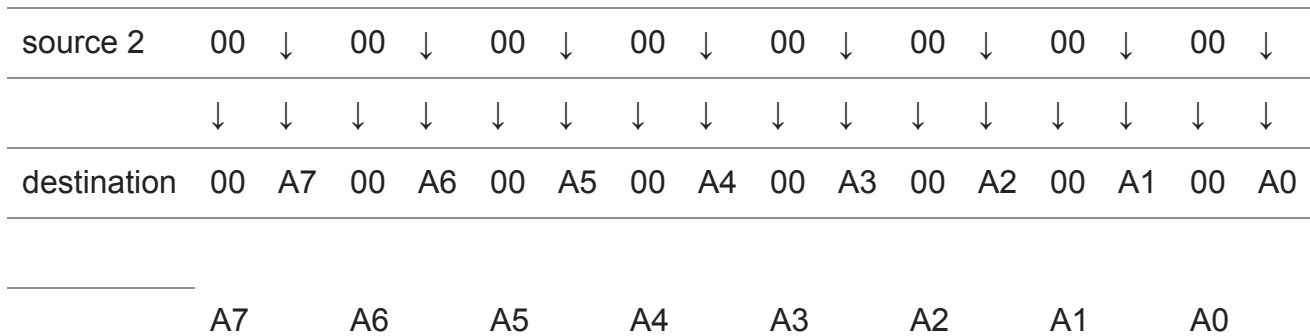 source 2 00 ↓ 00 ↓ 00 ↓ 00 ↓ 00 ↓ 00 ↓ 00 ↓ 00 ↓
↓ ↓ ↓ ↓ ↓ ↓ ↓ ↓ ↓ ↓ ↓ ↓ ↓ ↓ ↓ ↓
destination 00 A7 00 A6 00 A5 00 A4 00 A3 00 A2 00 A1 00 A0
A7 A6 A5 A4 A3 A2 A1 A0